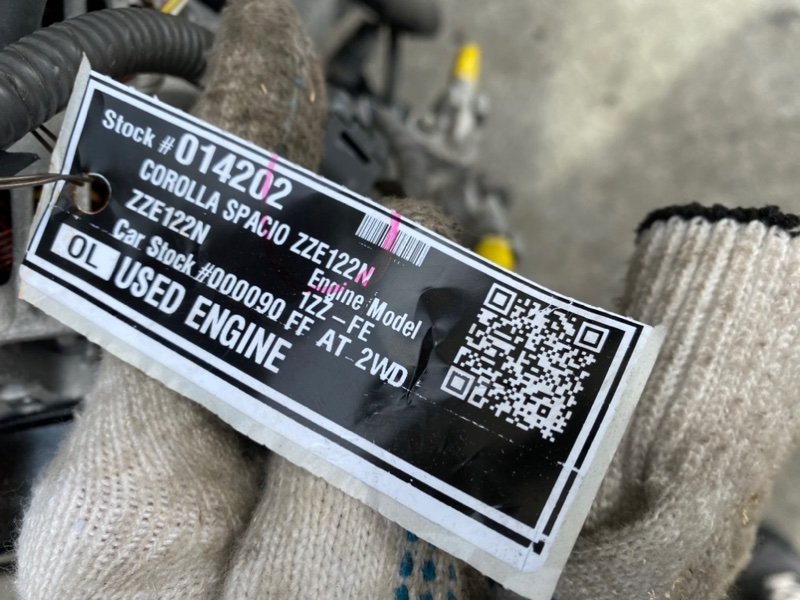 Stock #014202
COROLLA SPACIO ZZE122N
ZZE122N
Engine Model
1ZZ-FE
Car Stock #000090 FF AT 2WD
OL USED ENGINE